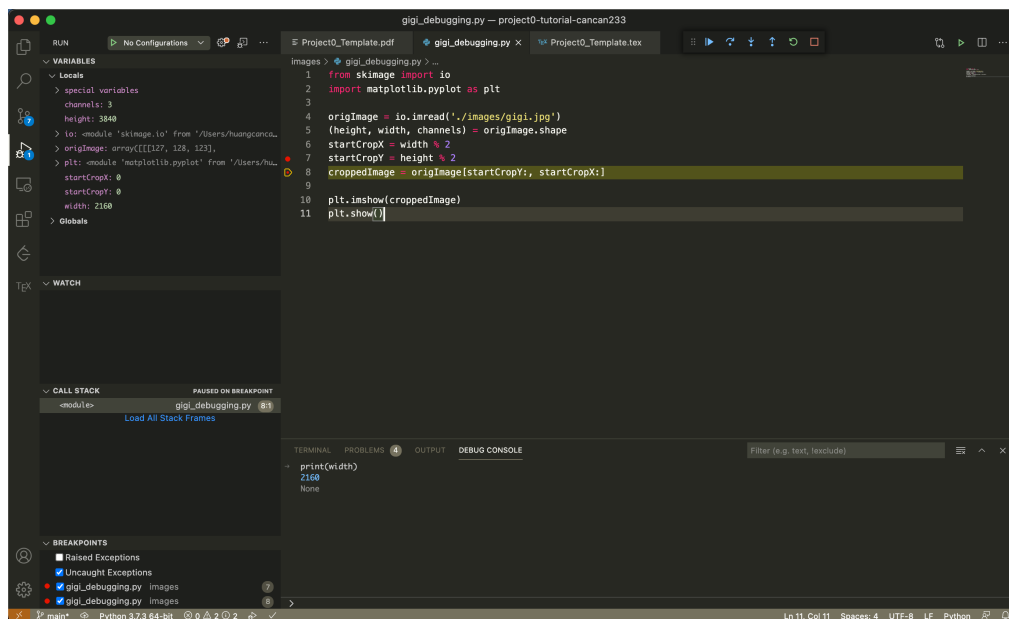 gigi_debugging.py — project0-tutorial-cancan233
RUN No Configurations
Project0_Template.pdf gigi_debugging.py Project0_Template.tex
VARIABLES
Locals
special variables
channels: 3
height: 3840
io: <module 'skimage.io' from '/Users/huangcanca…
origImage: array([[[127, 128, 123],
plt: <module 'matplotlib.pyplot' from '/Users/hu…
startCropX: 0
startCropY: 0
width: 2160
Globals
WATCH
CALL STACK PAUSED ON BREAKPOINT
<module> gigi_debugging.py 8:1
Load All Stack Frames
BREAKPOINTS
Raised Exceptions
Uncaught Exceptions
gigi_debugging.py images 7
gigi_debugging.py images 8
images > gigi_debugging.py > ...
1 from skimage import io
2 import matplotlib.pyplot as plt
3
4 origImage = io.imread('./images/gigi.jpg')
5 (height, width, channels) = origImage.shape
6 startCropX = width % 2
7 startCropY = height % 2
8 croppedImage = origImage[startCropY:, startCropX:]
9
10 plt.imshow(croppedImage)
11 plt.show()
TERMINAL PROBLEMS 4 OUTPUT DEBUG CONSOLE Filter (e.g. text, !exclude)
print(width)
2160
None
7
1
TEX
main* Python 3.7.3 64-bit 0 2 0 2 Ln 11, Col 11 Spaces: 4 UTF-8 LF Python